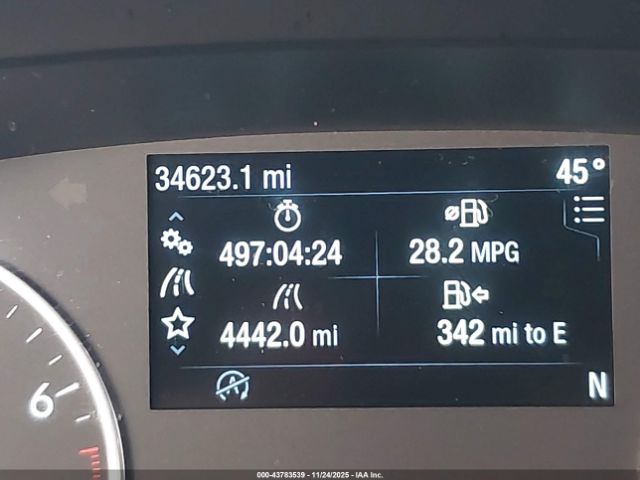 34623.1 mi 45°
497:04:24 28.2 MPG
4442.0 mi 342 mi to E
A N
6
000-43783539 - 11/24/2025 - IAA Inc.